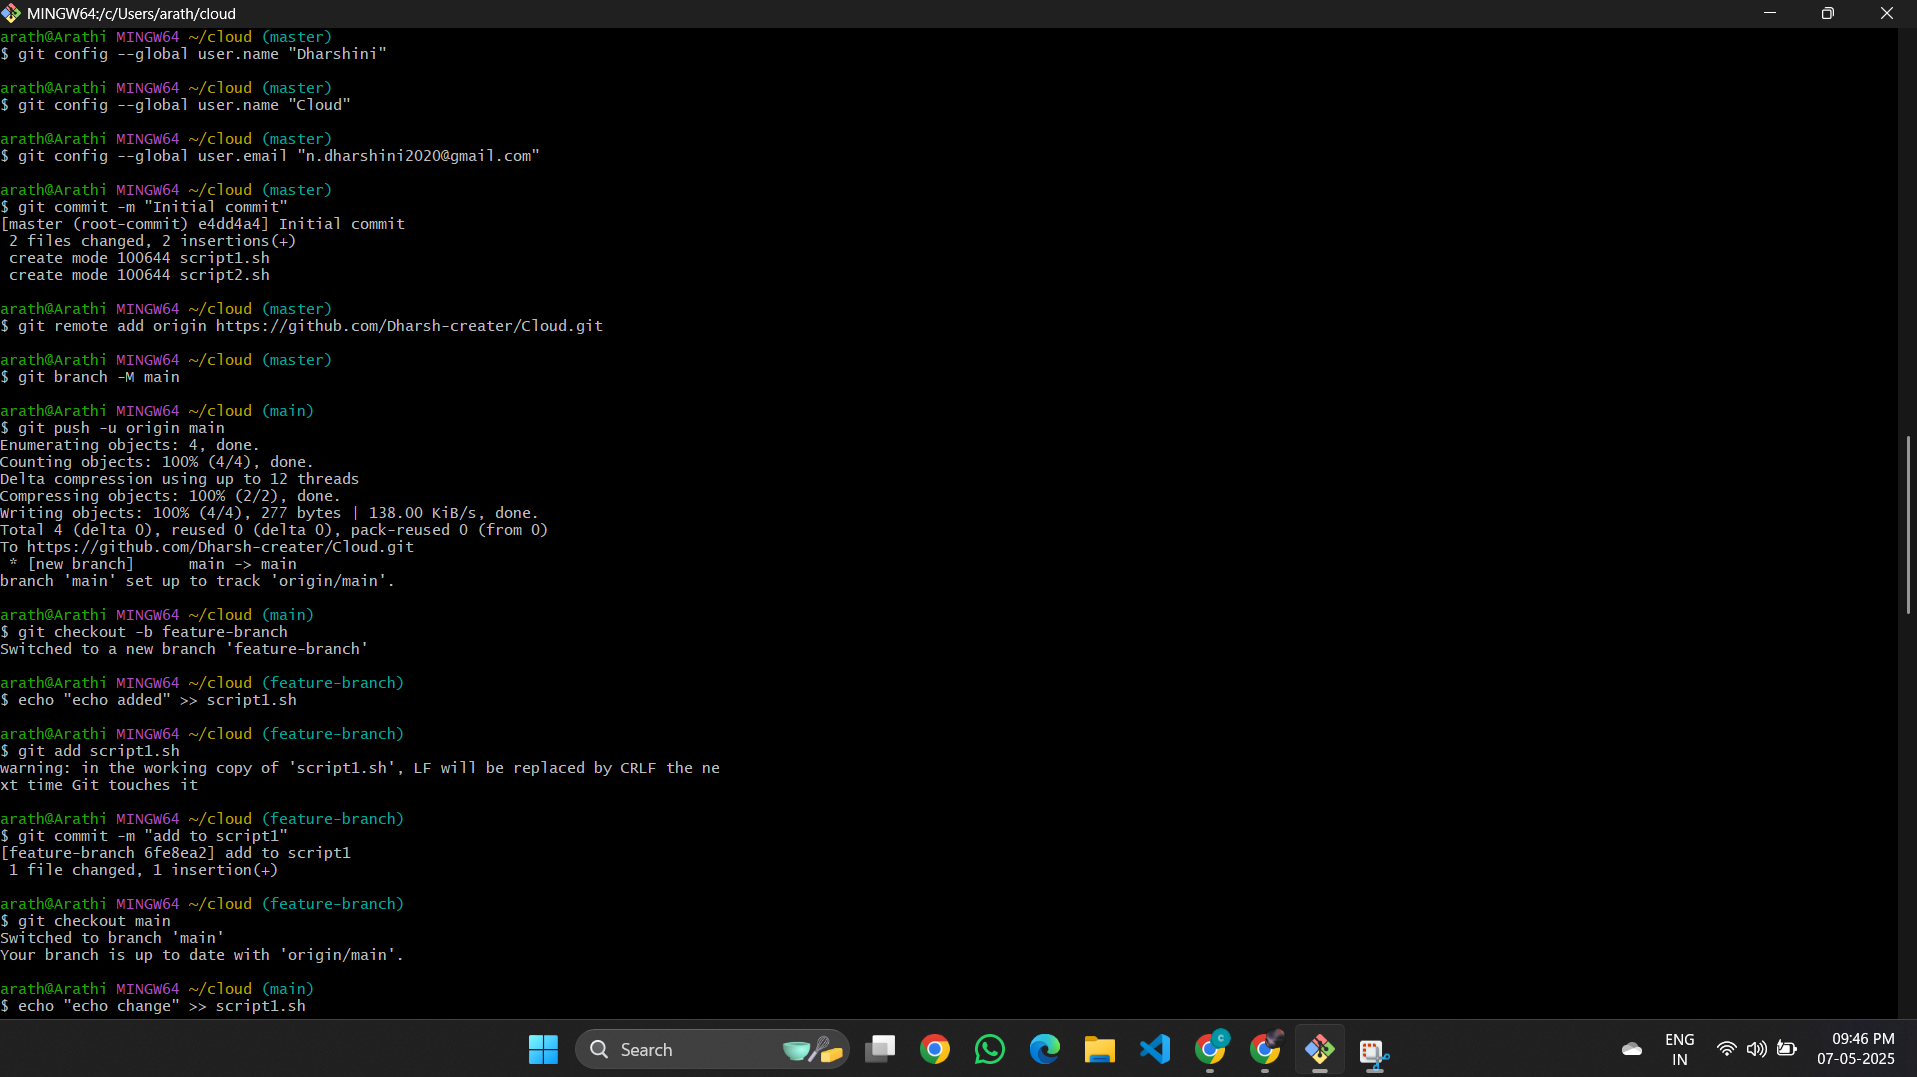 MINGW64:/c/Users/arath/cloud
arath@Arathi MINGW64 ~/cloud (master)
$ git config --global user.name "Dharshini"
arath@Arathi MINGW64 ~/cloud (master)
$ git config --global user.name "Cloud"
arath@Arathi MINGW64 ~/cloud (master)
$ git config --global user.email "n.dharshini2020@gmail.com"
arath@Arathi MINGW64 ~/cloud (master)
$ git commit -m "Initial commit"
[master (root-commit) e4dd4a4] Initial commit
 2 files changed, 2 insertions(+)
 create mode 100644 script1.sh
 create mode 100644 script2.sh
arath@Arathi MINGW64 ~/cloud (master)
$ git remote add origin https://github.com/Dharsh-creater/Cloud.git
arath@Arathi MINGW64 ~/cloud (master)
$ git branch -M main
arath@Arathi MINGW64 ~/cloud (main)
$ git push -u origin main
Enumerating objects: 4, done.
Counting objects: 100% (4/4), done.
Delta compression using up to 12 threads
Compressing objects: 100% (2/2), done.
Writing objects: 100% (4/4), 277 bytes | 138.00 KiB/s, done.
Total 4 (delta 0), reused 0 (delta 0), pack-reused 0 (from 0)
To https://github.com/Dharsh-creater/Cloud.git
 * [new branch]      main -> main
branch 'main' set up to track 'origin/main'.
arath@Arathi MINGW64 ~/cloud (main)
$ git checkout -b feature-branch
Switched to a new branch 'feature-branch'
arath@Arathi MINGW64 ~/cloud (feature-branch)
$ echo "echo added" >> script1.sh
arath@Arathi MINGW64 ~/cloud (feature-branch)
$ git add script1.sh
warning: in the working copy of 'script1.sh', LF will be replaced by CRLF the ne
xt time Git touches it
arath@Arathi MINGW64 ~/cloud (feature-branch)
$ git commit -m "add to script1"
[feature-branch 6fe8ea2] add to script1
 1 file changed, 1 insertion(+)
arath@Arathi MINGW64 ~/cloud (feature-branch)
$ git checkout main
Switched to branch 'main'
Your branch is up to date with 'origin/main'.
arath@Arathi MINGW64 ~/cloud (main)
$ echo "echo change" >> script1.sh
Search
C
ENG
IN
09:46 PM
07-05-2025